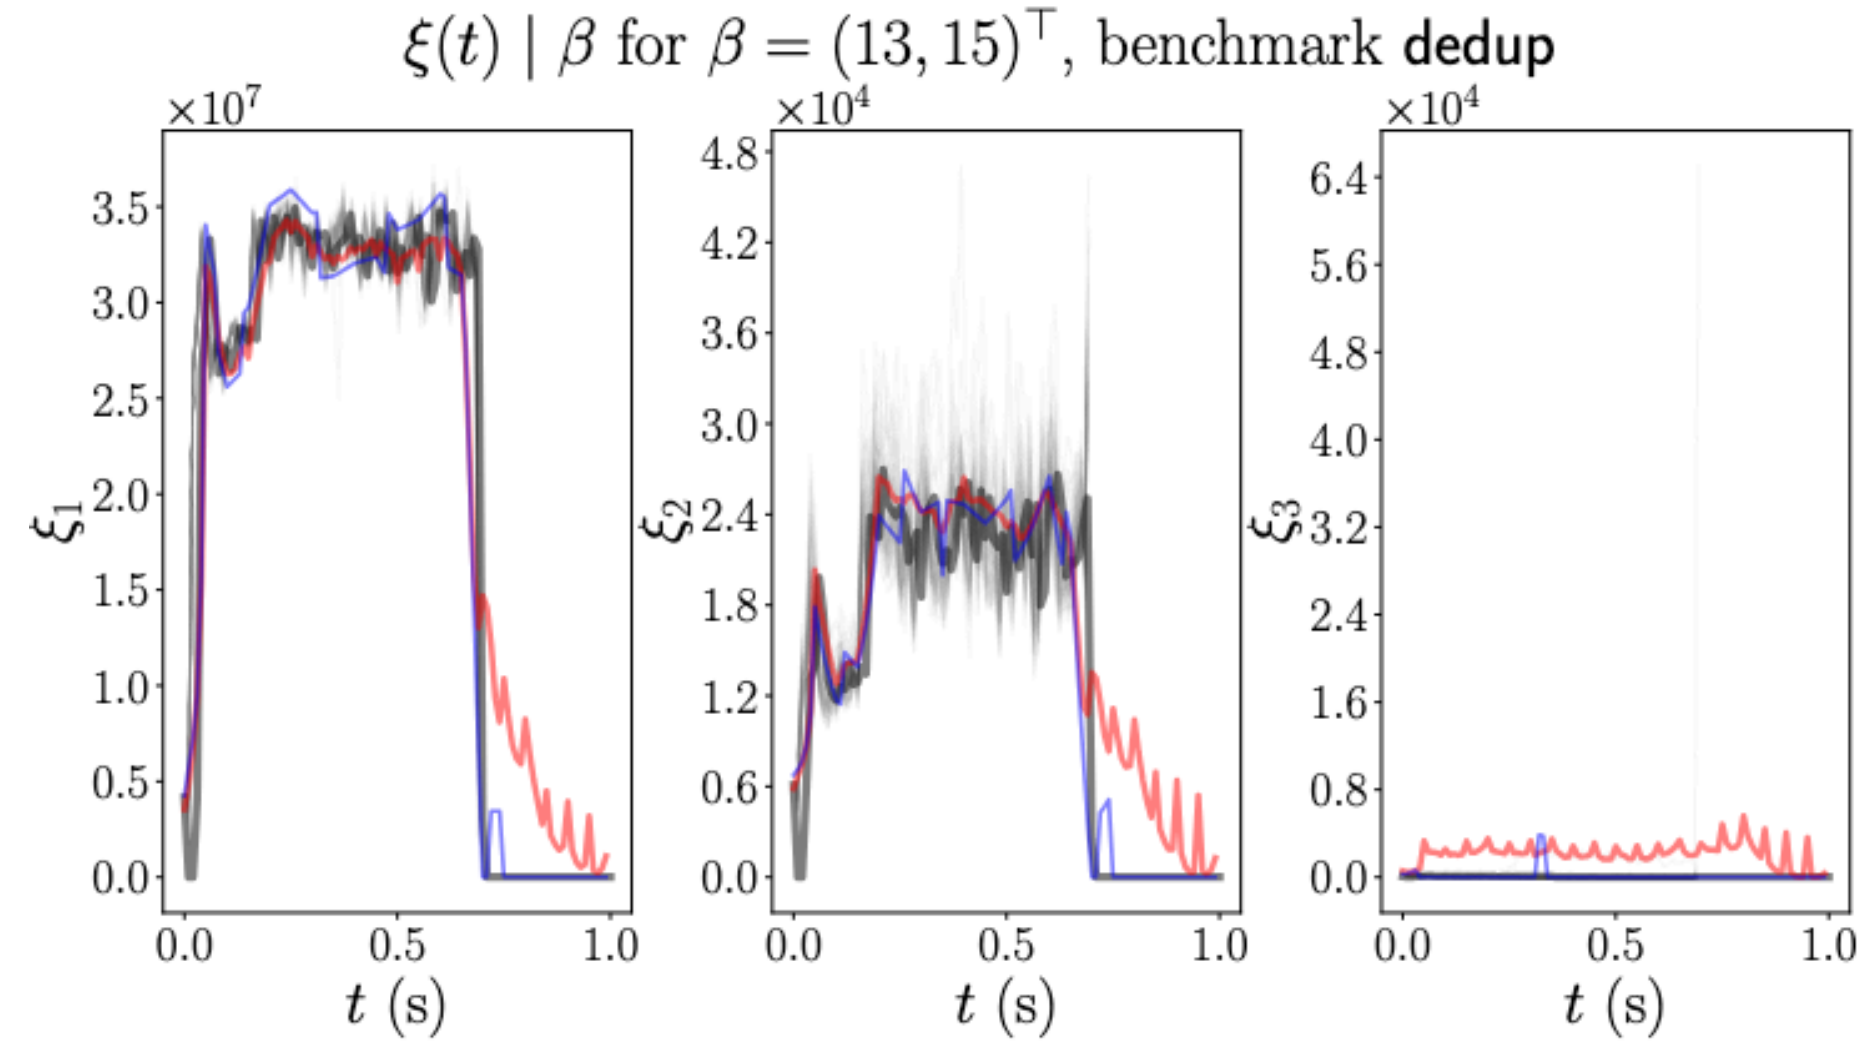 ξ(t) | β for β = (13, 15)⊤, benchmark dedup
×10⁷ ×10⁴ ×10⁴
3.5
3.0
2.5
2.0
1.5
1.0
0.5
0.0
ξ₁
0.0 0.5 1.0
t (s)
4.8
4.2
3.6
3.0
2.4
1.8
1.2
0.6
0.0
ξ₂
0.0 0.5 1.0
t (s)
6.4
5.6
4.8
4.0
3.2
2.4
1.6
0.8
0.0
ξ₃
0.0 0.5 1.0
t (s)